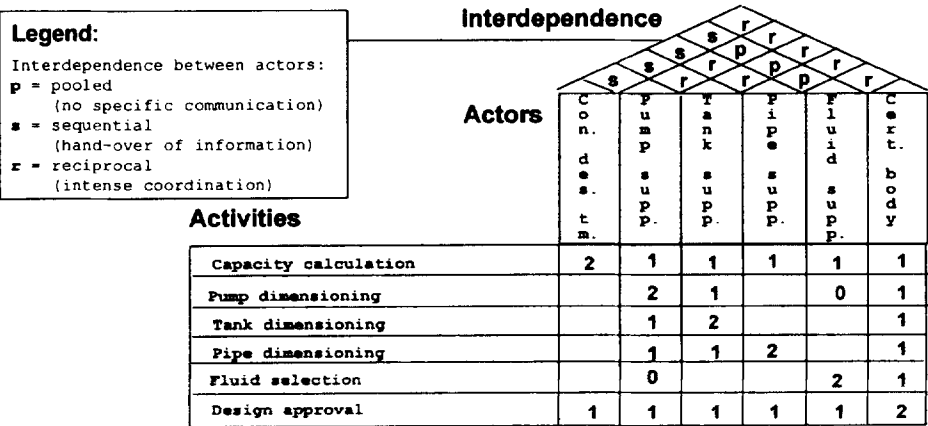 Interdependence
Legend:
Interdependence between actors:
p = pooled
(no specific communication)
s = sequential
(hand-over of information)
r = reciprocal
(intense coordination)
r
s r
s p r
s r p r
s r r p r
Actors
Con. des. tm.
Pump supp.
Tank supp.
Pipe supp.
Fluid supp.
Cert. body
Activities
Capacity calculation 2 1 1 1 1 1
Pump dimensioning 2 1 0 1
Tank dimensioning 1 2 1
Pipe dimensioning 1 1 2 1
Fluid selection 0 2 1
Design approval 1 1 1 1 1 2